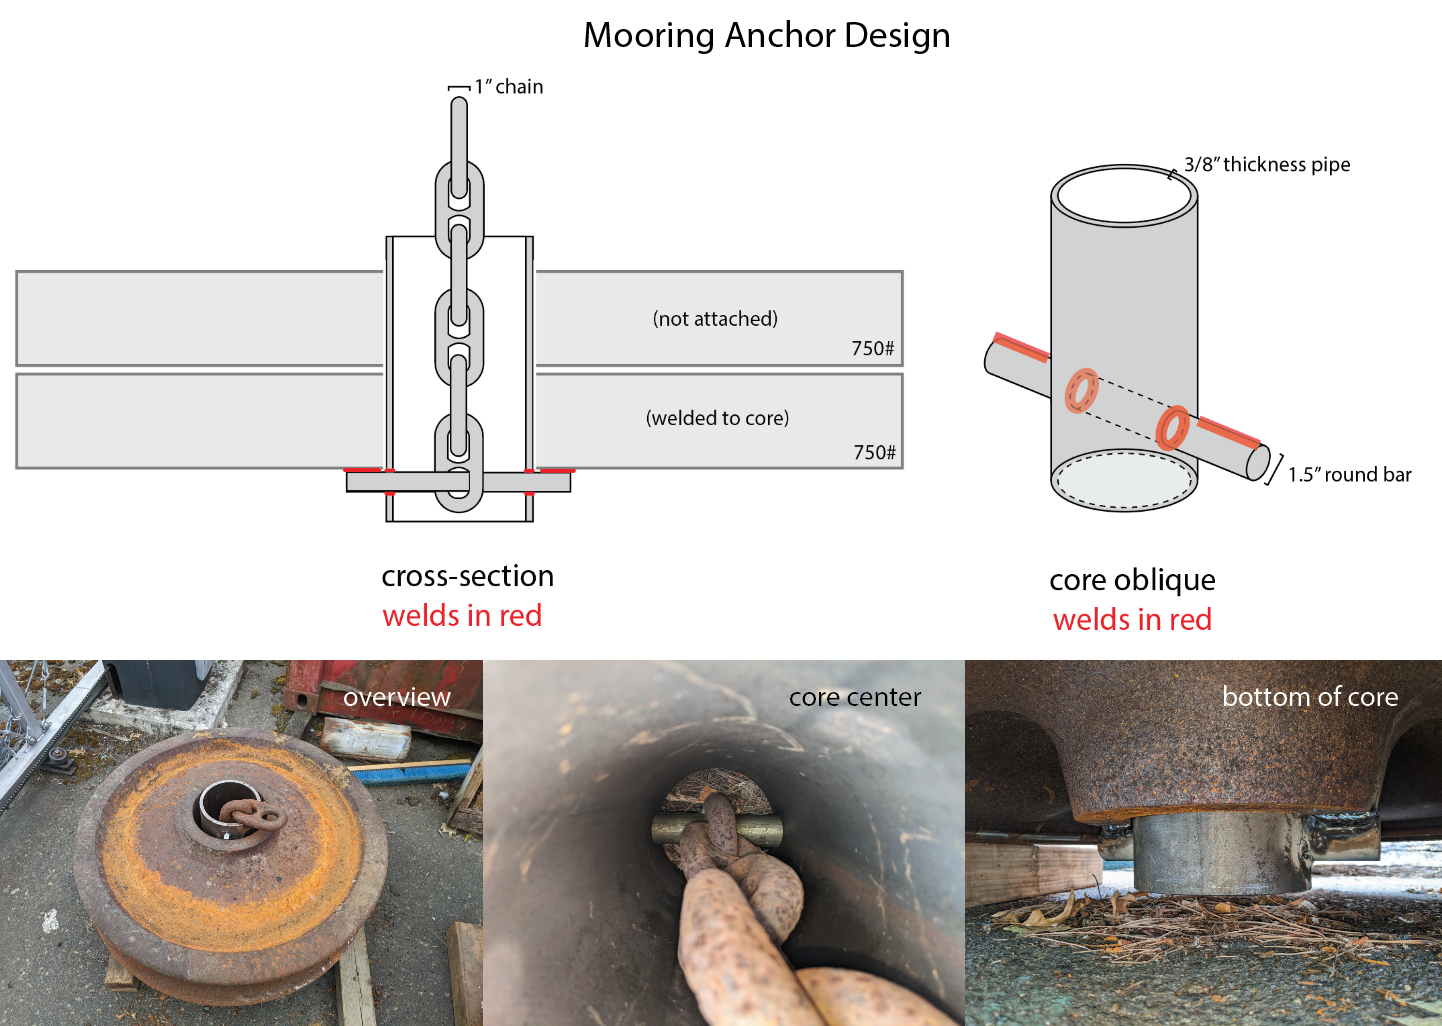 Mooring Anchor Design
1” chain
3/8” thickness pipe
(not attached)
750#
(welded to core)
750#
1.5” round bar
cross-section
welds in red
core oblique
welds in red
overview
core center
bottom of core